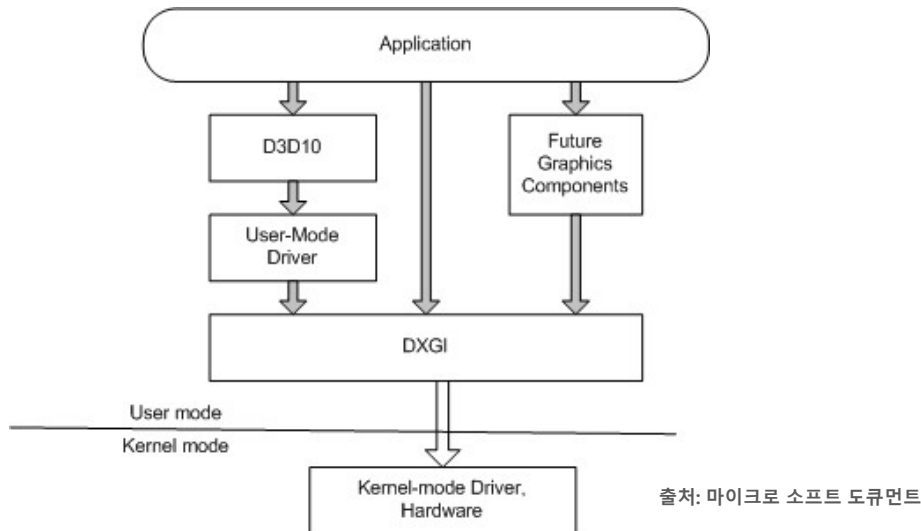 Application
D3D10
Future
Graphics
Components
User-Mode
Driver
DXGI
User mode
Kernel mode
Kernel-mode Driver,
Hardware
출처: 마이크로 소프트 도큐먼트